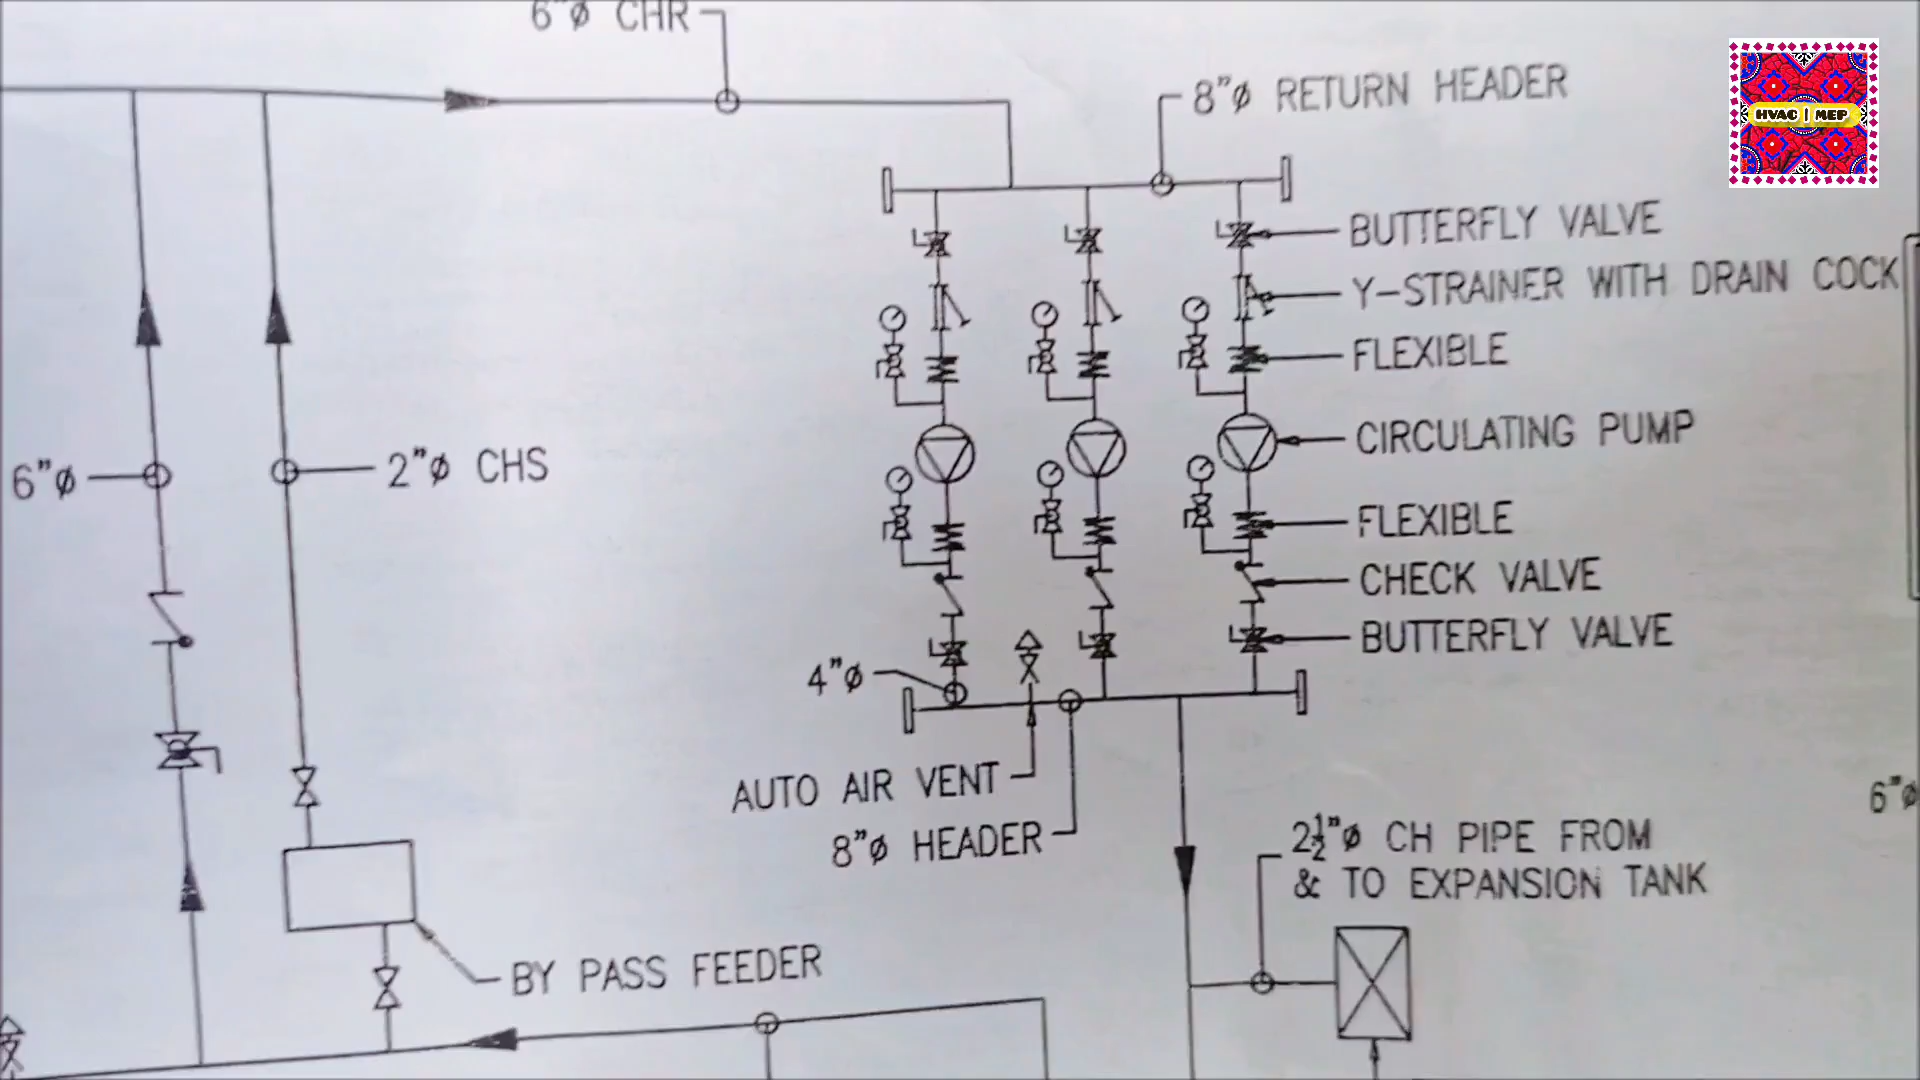 6"ø CHR
8"ø RETURN HEADER
HVAC | MEP
BUTTERFLY VALVE
Y-STRAINER WITH DRAIN COCK
FLEXIBLE
CIRCULATING PUMP
6"ø
2"ø CHS
FLEXIBLE
CHECK VALVE
BUTTERFLY VALVE
4"ø
AUTO AIR VENT
8"ø HEADER
6"ø
2½"ø CH PIPE FROM
& TO EXPANSION TANK
BY PASS FEEDER